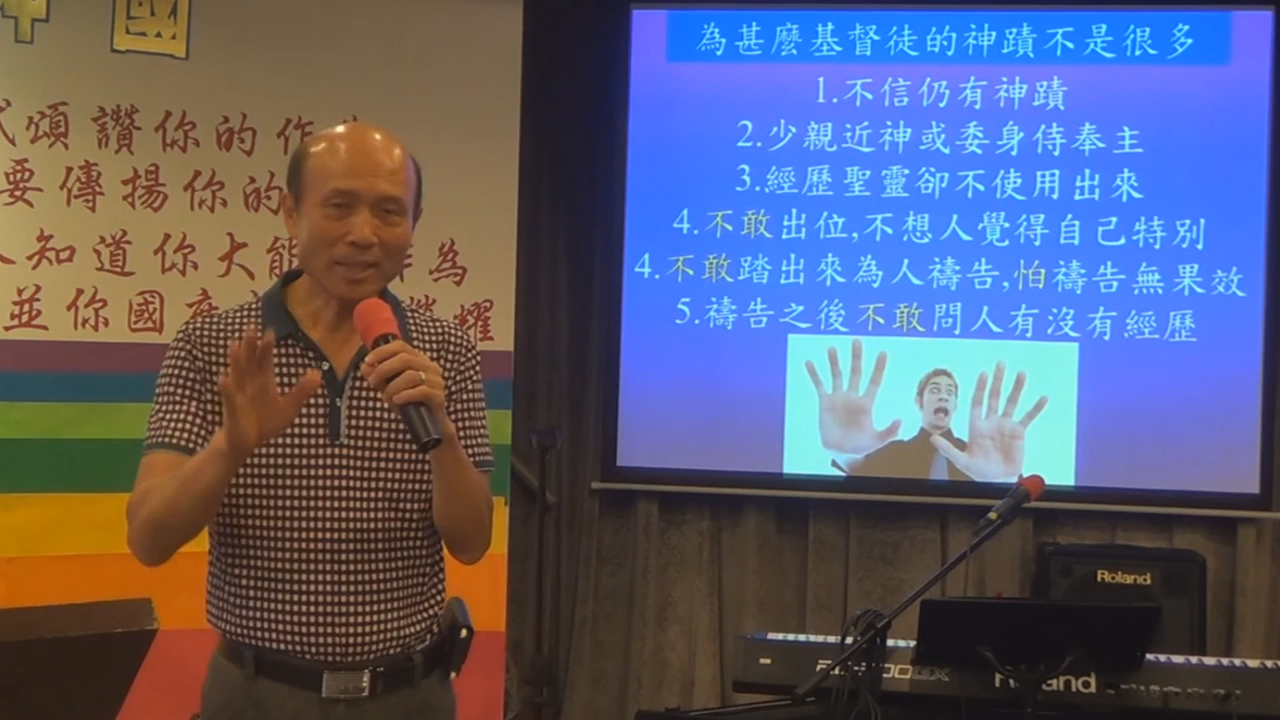 國
頌讚你的作
要傳揚你的
知道你大能 為
並你國 耀
為甚麼基督徒的神蹟不是很多
1.不信仍有神蹟
2.少親近神或委身侍奉主
3.經歷聖靈卻不使用出來
4.不敢出位,不想人覺得自己特別
4.不敢踏出來為人禱告,怕禱告無果效
5.禱告之後不敢問人有沒有經歷
Roland
Roland